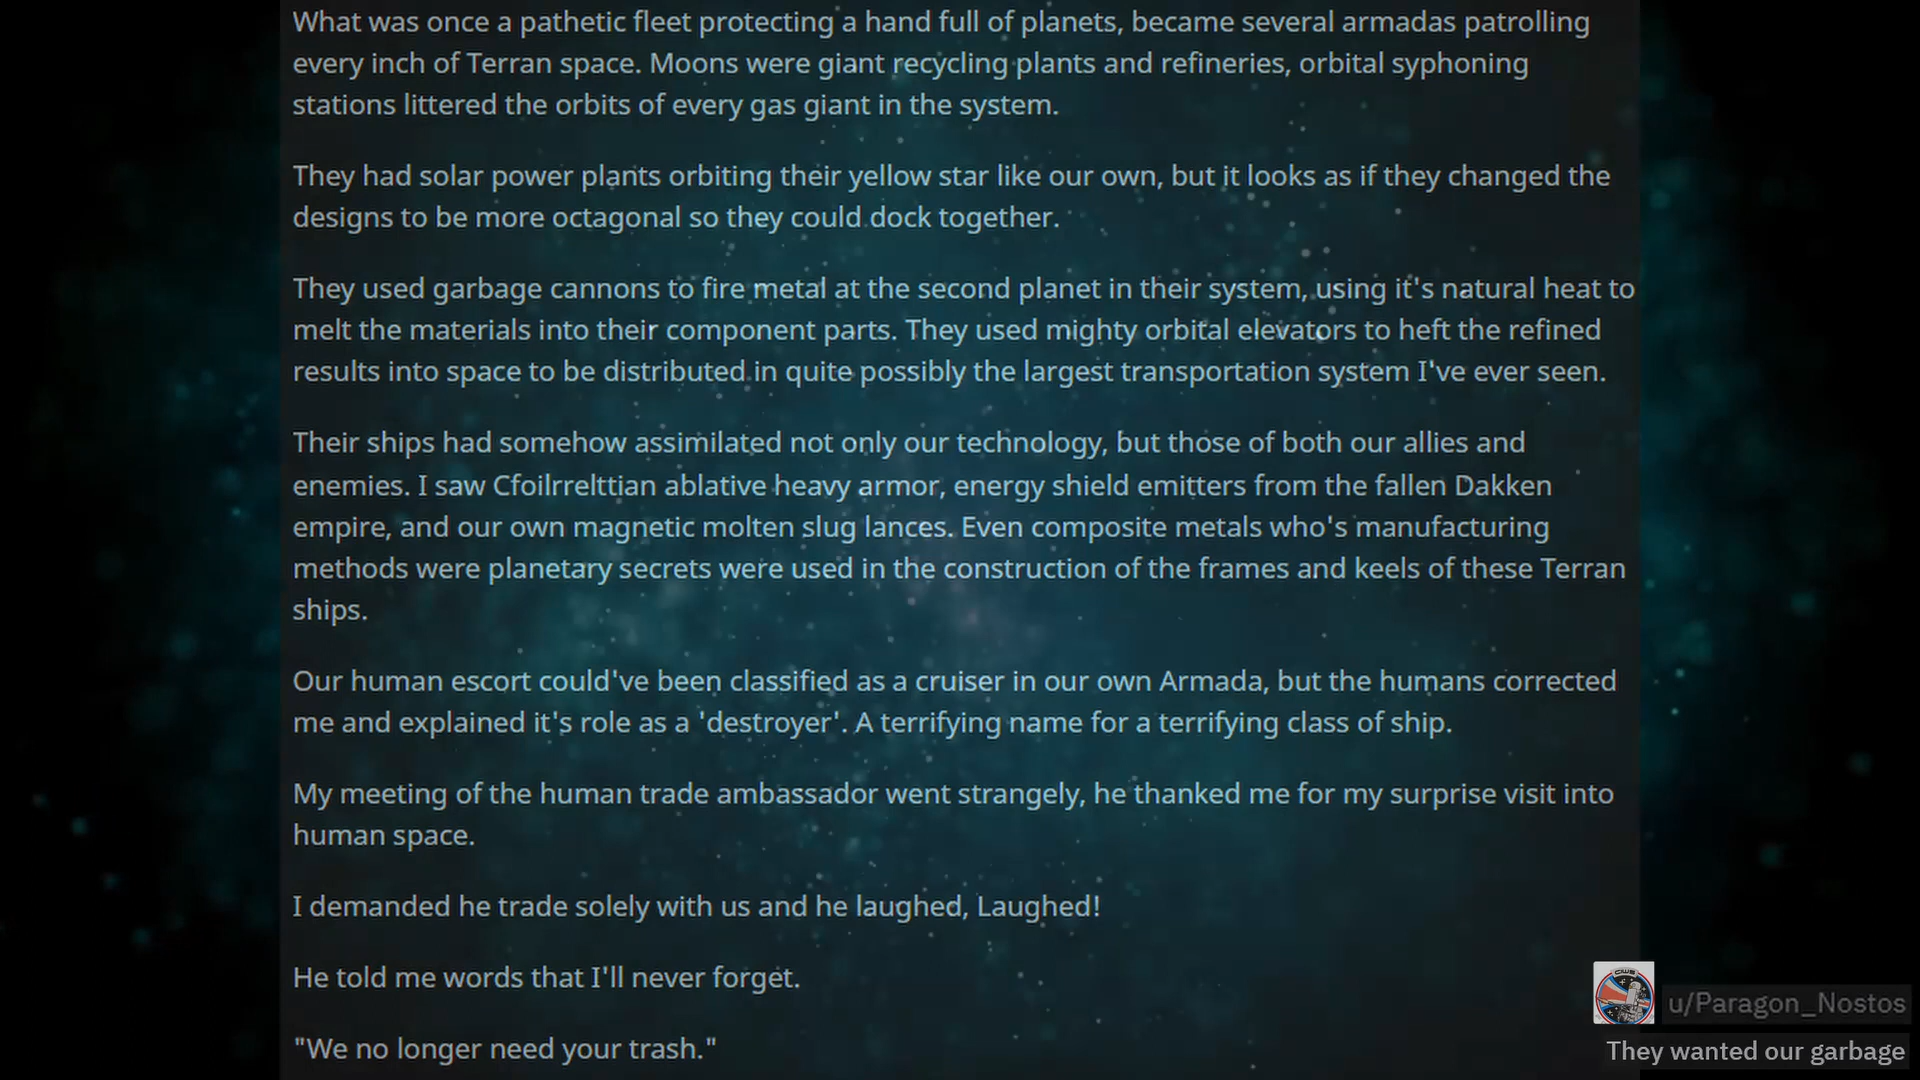 What was once a pathetic fleet protecting a hand full of planets, became several armadas patrolling
every inch of Terran space. Moons were giant recycling plants and refineries, orbital syphoning
stations littered the orbits of every gas giant in the system.
They had solar power plants orbiting their yellow star like our own, but it looks as if they changed the
designs to be more octagonal so they could dock together.
They used garbage cannons to fire metal at the second planet in their system, using it's natural heat to
melt the materials into their component parts. They used mighty orbital elevators to heft the refined
results into space to be distributed in quite possibly the largest transportation system I've ever seen.
Their ships had somehow assimilated not only our technology, but those of both our allies and
enemies. I saw Cfoilrrelttian ablative heavy armor, energy shield emitters from the fallen Dakken
empire, and our own magnetic molten slug lances. Even composite metals who's manufacturing
methods were planetary secrets were used in the construction of the frames and keels of these Terran
ships.
Our human escort could've been classified as a cruiser in our own Armada, but the humans corrected
me and explained it's role as a 'destroyer'. A terrifying name for a terrifying class of ship.
My meeting of the human trade ambassador went strangely, he thanked me for my surprise visit into
human space.
I demanded he trade solely with us and he laughed, Laughed!
He told me words that I'll never forget.
"We no longer need your trash."
u/Paragon_Nostos
They wanted our garbage